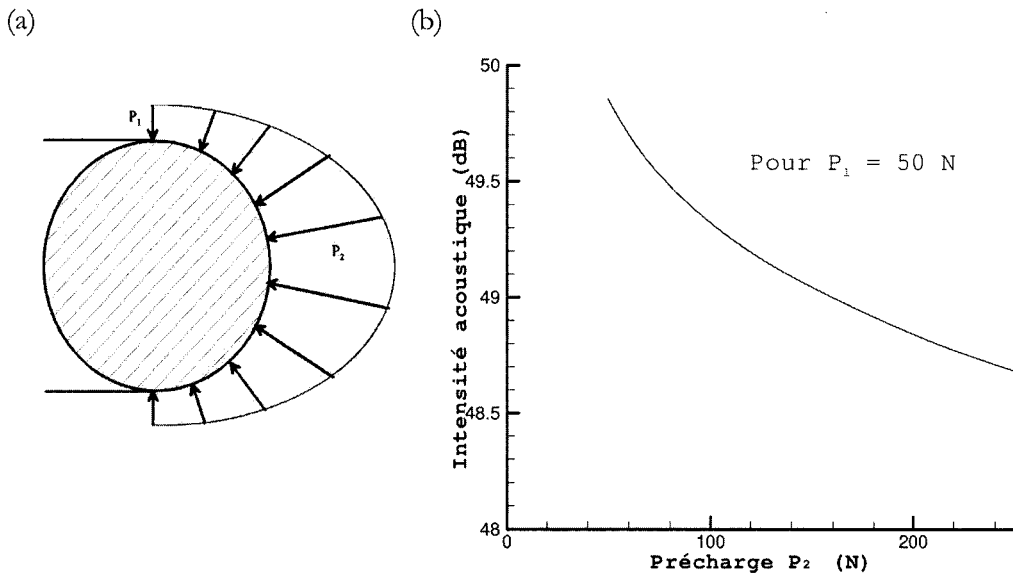 (a)
(b)
P₁
P₂
50
49.5
49
48.5
48
Intensité acoustique (dB)
Pour P₁ = 50 N
0
100
200
Précharge P₂ (N)